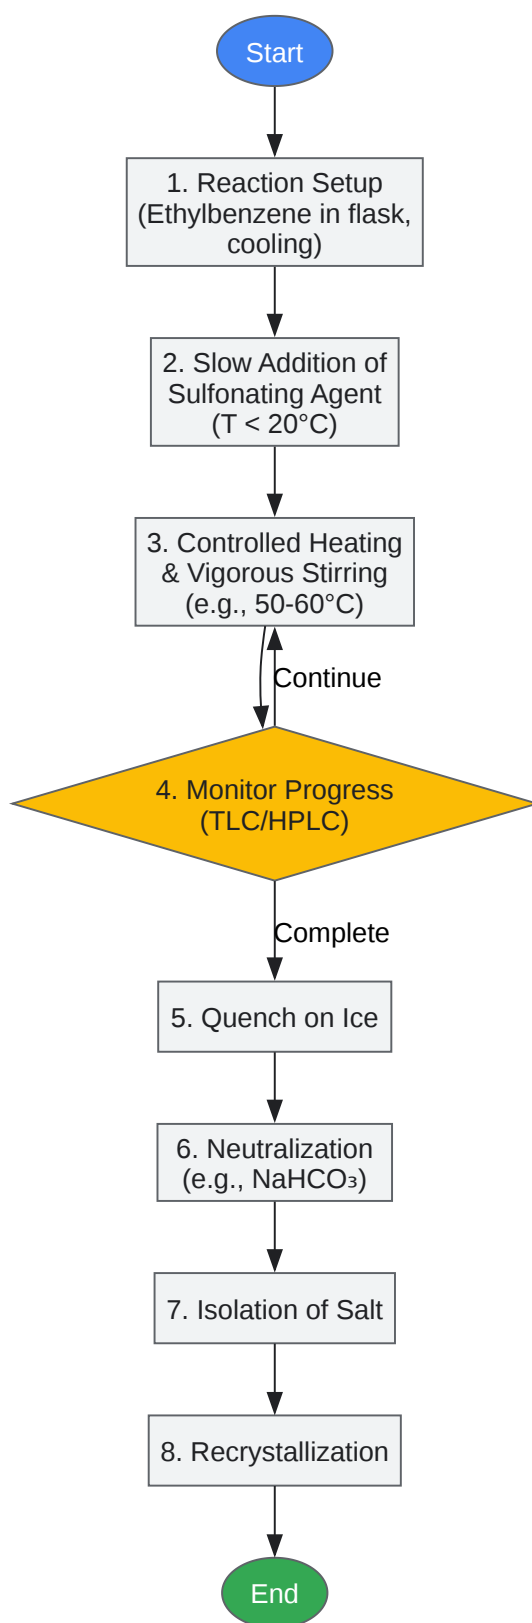 Start
1. Reaction Setup
(Ethylbenzene in flask,
cooling)
2. Slow Addition of
Sulfonating Agent
(T < 20°C)
3. Controlled Heating
& Vigorous Stirring
(e.g., 50-60°C)
Continue
4. Monitor Progress
(TLC/HPLC)
Complete
5. Quench on Ice
6. Neutralization
(e.g., NaHCO₃)
7. Isolation of Salt
8. Recrystallization
End